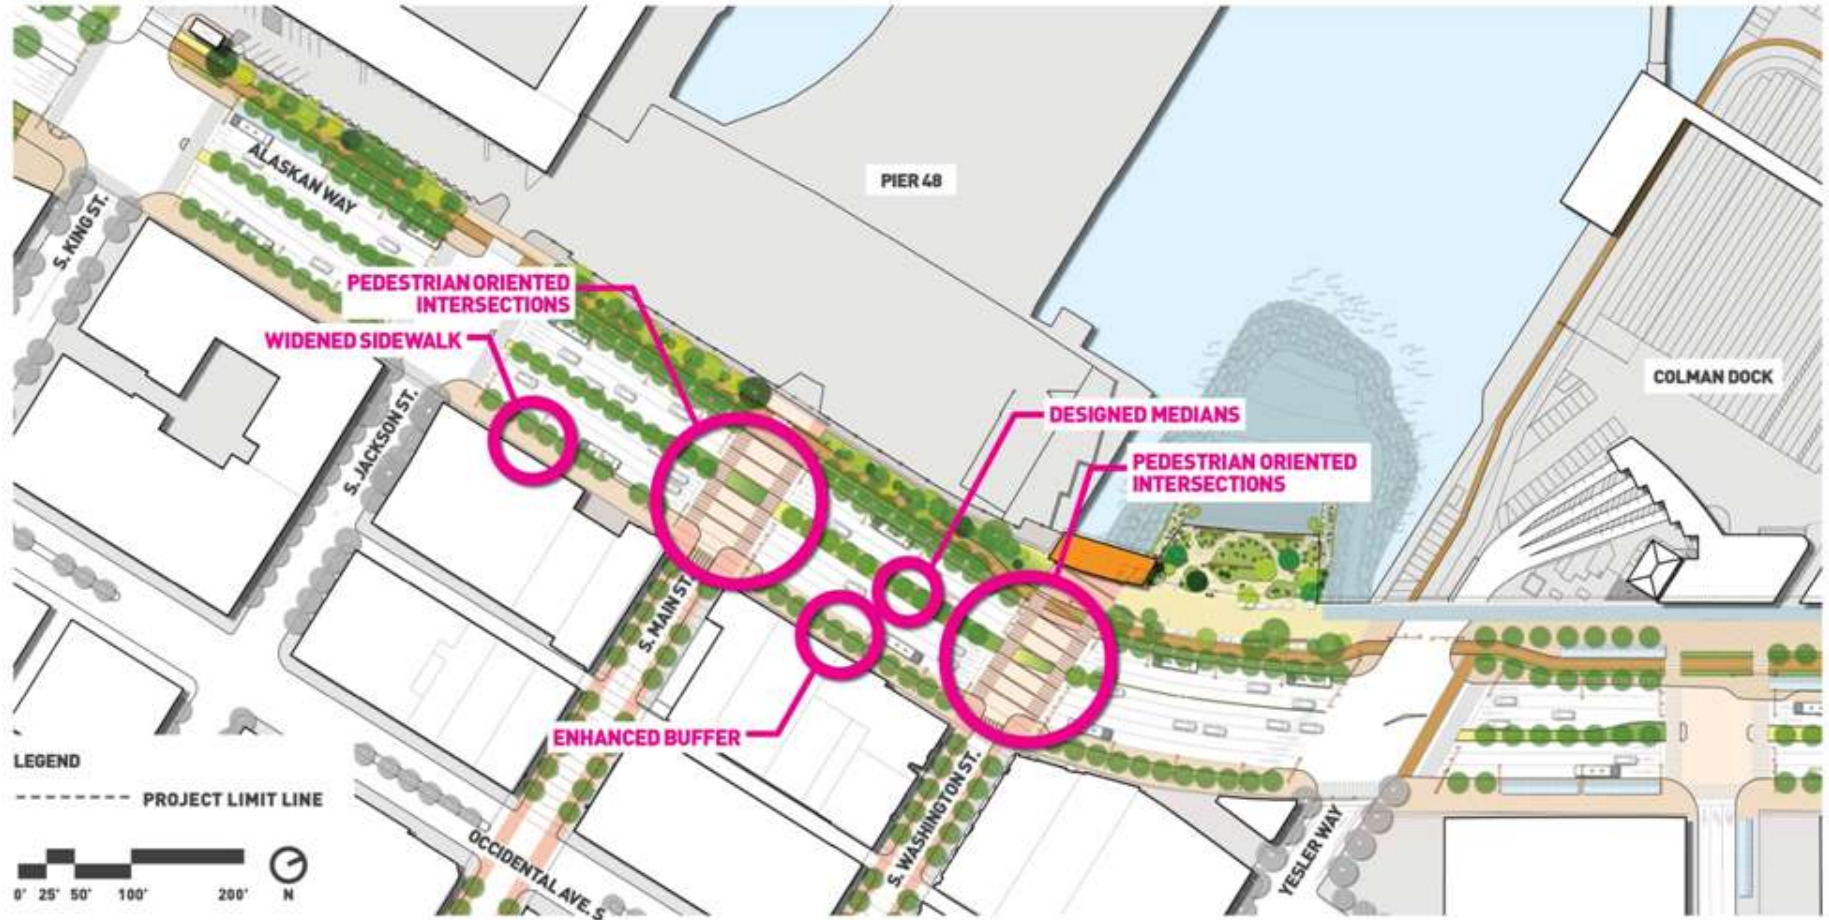 PIER 48
ALASKAN WAY
S. KING ST.
PEDESTRIAN ORIENTED
INTERSECTIONS
WIDENED SIDEWALK
COLMAN DOCK
S. JACKSON ST.
DESIGNED MEDIANS
PEDESTRIAN ORIENTED
INTERSECTIONS
S. MAIN ST.
ENHANCED BUFFER
LEGEND
PROJECT LIMIT LINE
S. WASHINGTON ST.
YESLER WAY
OCCIDENTAL AVE. S
0' 25' 50' 100' 200' N